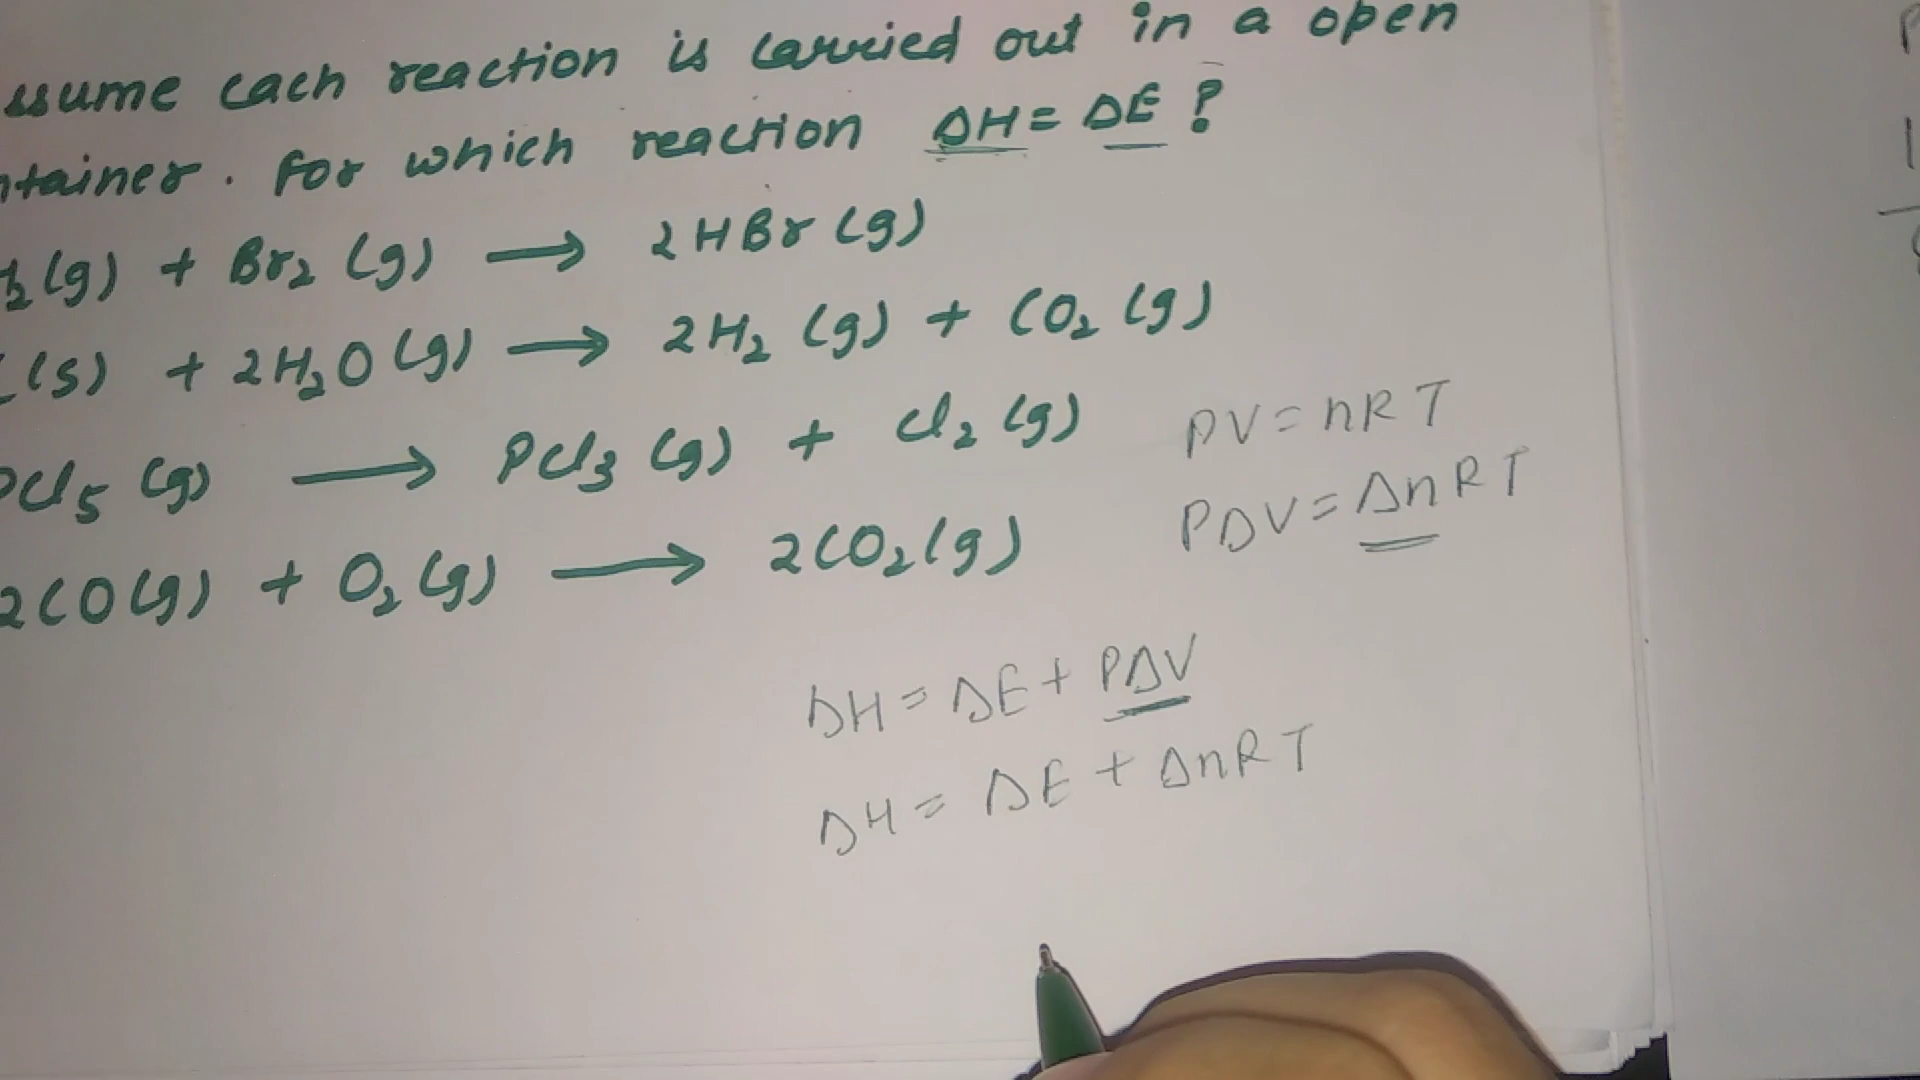 ssume each reaction is carried out in a open
ntainer. For which reaction ΔH = ΔE ?
2(g) + Br₂ (g) → 2HBr (g)
(s) + 2H₂O (g) → 2H₂ (g) + CO₂ (g)
PCl₅ (g) → PCl₃ (g) + Cl₂ (g)
2CO(g) + O₂ (g) → 2CO₂ (g)
PV = nRT
PΔV = ΔnRT
ΔH = ΔE + PΔV
ΔH = ΔE + ΔnRT